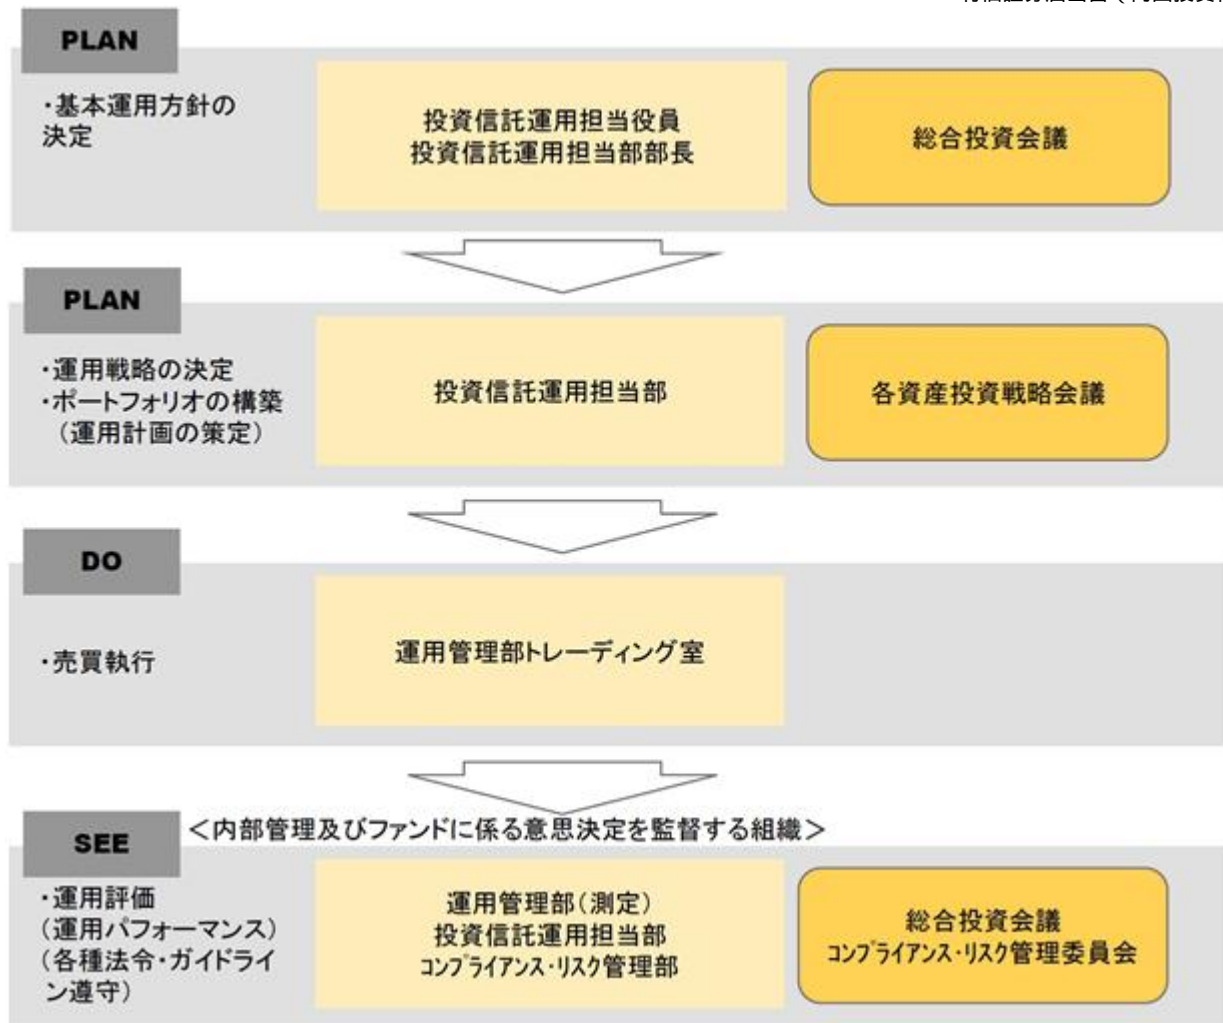 PLAN
・基本運用方針の
決定
投資信託運用担当役員
投資信託運用担当部部長
総合投資会議
PLAN
・運用戦略の決定
・ポートフォリオの構築
（運用計画の策定）
投資信託運用担当部
各資産投資戦略会議
DO
・売買執行
運用管理部トレーディング室
SEE
＜内部管理及びファンドに係る意思決定を監督する組織＞
・運用評価
(運用パフォーマンス)
(各種法令・ガイドライ
ン遵守)
運用管理部(測定)
投資信託運用担当部
コンプライアンス・リスク管理部
総合投資会議
コンプライアンス・リスク管理委員会